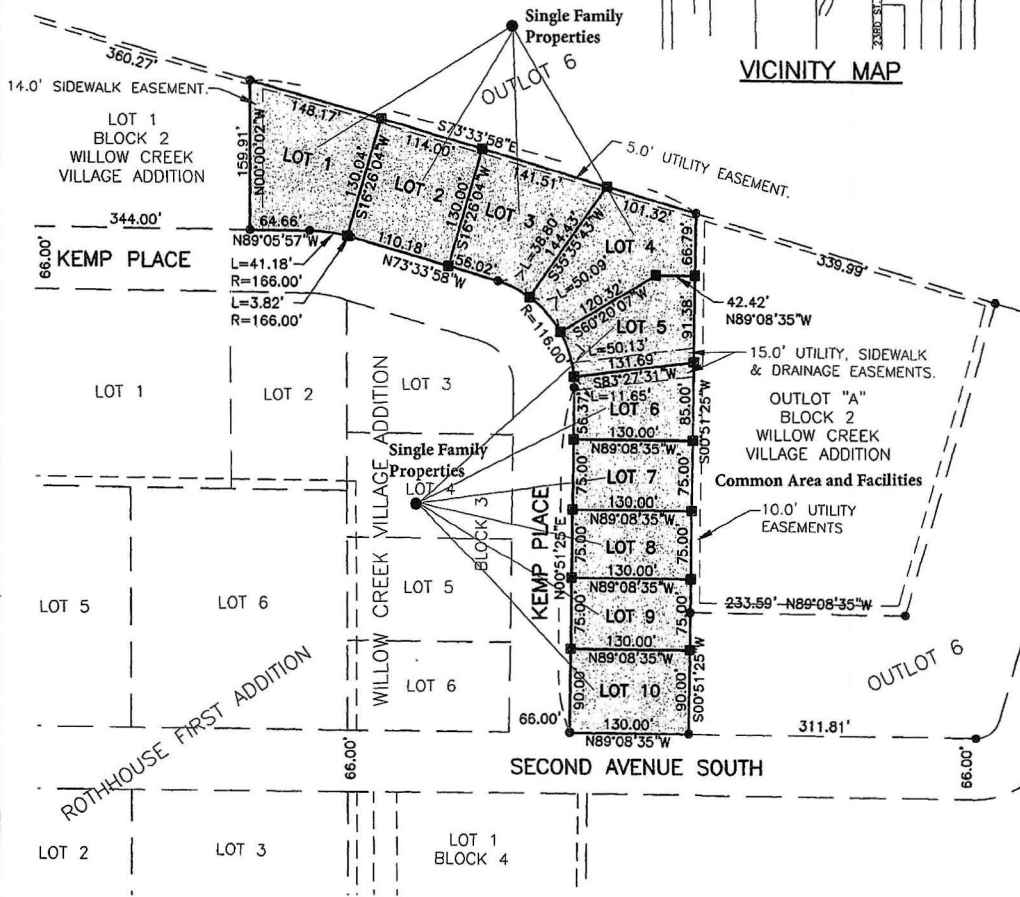 Single Family
Properties
23RD ST.
VICINITY MAP
360.27'
OUTLOT 6
14.0' SIDEWALK EASEMENT.
LOT 1
BLOCK 2
WILLOW CREEK
VILLAGE ADDITION
159.91'
N00°00'02"W
148.17'
LOT 1
130.04'
S16°26'04"W
114.00'
S73°33'58"E
LOT 2
130.00'
S16°26'04"W
141.51'
LOT 3
5.0' UTILITY EASEMENT.
101.32'
LOT 4
66.79'
L=38.80'
144.43'
S35°35'43"W
344.00'
64.66'
N89°05'57"W
66.00'
KEMP PLACE
L=41.18'
R=166.00'
L=3.82'
R=166.00'
110.18'
N73°33'58"W
56.02'
L=50.09'
120.32'
S60°20'07"W
R=116.00'
339.99'
42.42'
N89°08'35"W
91.38'
LOT 5
L=50.13'
131.69
S83°27'31"W
15.0' UTILITY, SIDEWALK
& DRAINAGE EASEMENTS.
L=11.65'
56.37'
LOT 6
85.00'
S00°51'25"W
130.00'
N89°08'35"W
OUTLOT "A"
BLOCK 2
WILLOW CREEK
VILLAGE ADDITION
Common Area and Facilities
LOT 1
LOT 2
LOT 3
Single Family
Properties
LOT 4
BLOCK 3
WILLOW CREEK VILLAGE ADDITION
75.00'
LOT 7
75.00'
130.00'
N89°08'35"W
10.0' UTILITY
EASEMENTS
KEMP PLACE
N00°51'25"E
75.00'
LOT 8
75.00'
130.00'
N89°08'35"W
LOT 5
LOT 6
LOT 5
75.00'
LOT 9
75.00'
233.59' N89°08'35"W
130.00'
N89°08'35"W
LOT 6
90.00'
LOT 10
90.00'
S00°51'25"W
OUTLOT 6
ROTHHOUSE FIRST ADDITION
66.00'
130.00'
N89°08'35"W
311.81'
66.00'
SECOND AVENUE SOUTH
66.00'
LOT 2
LOT 3
LOT 1
BLOCK 4